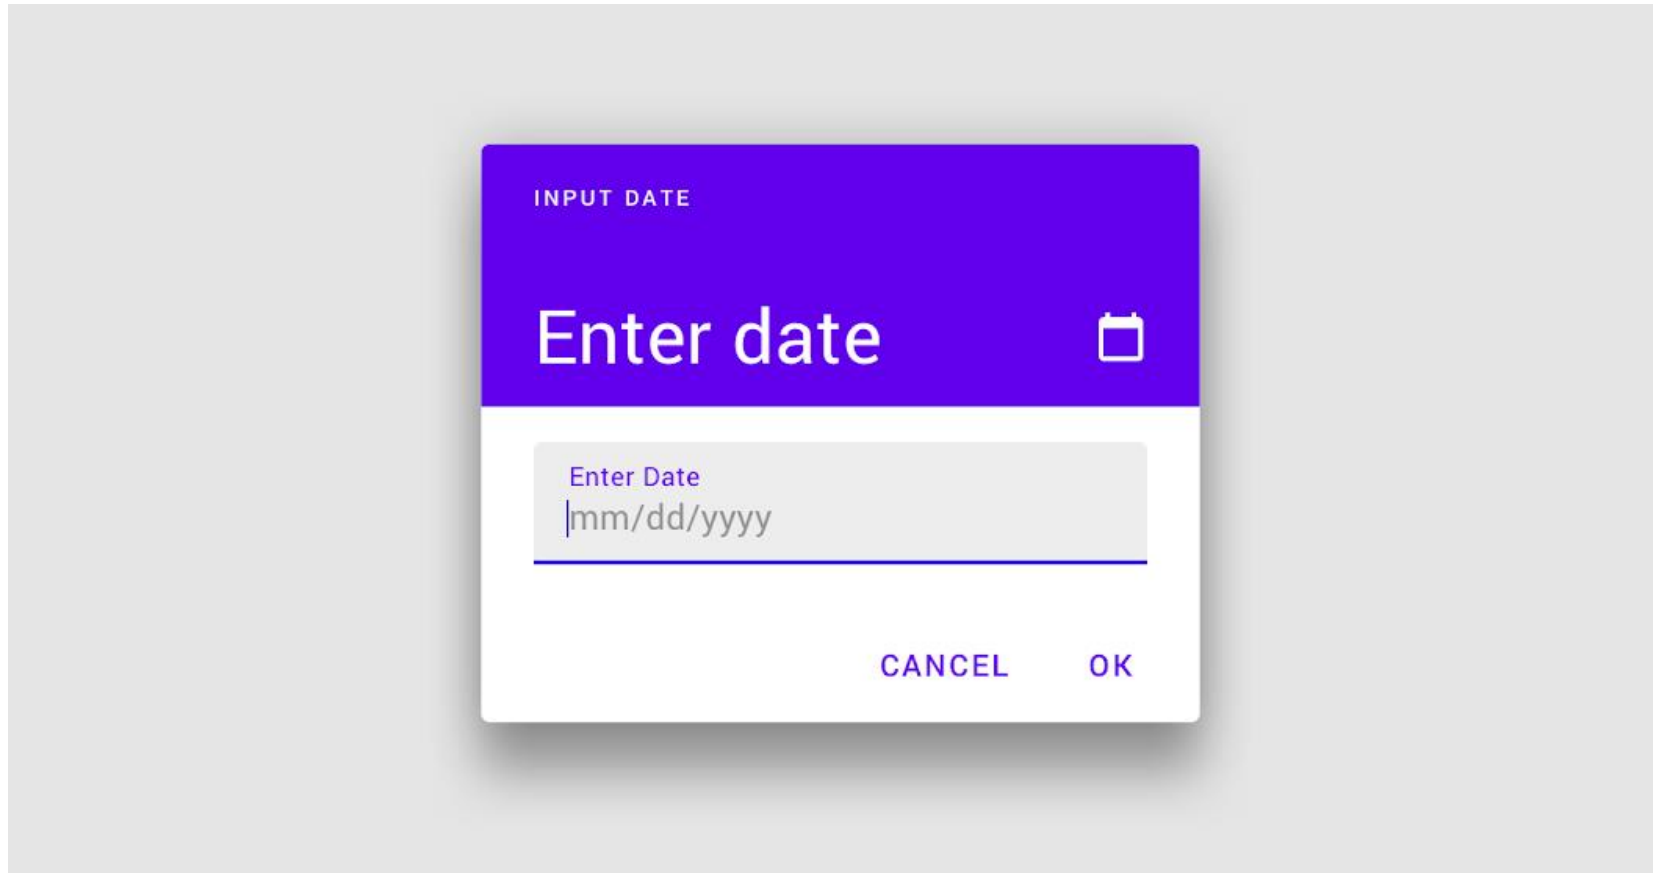 INPUT DATE
Enter date
Enter Date
mm/dd/yyyy
CANCEL OK